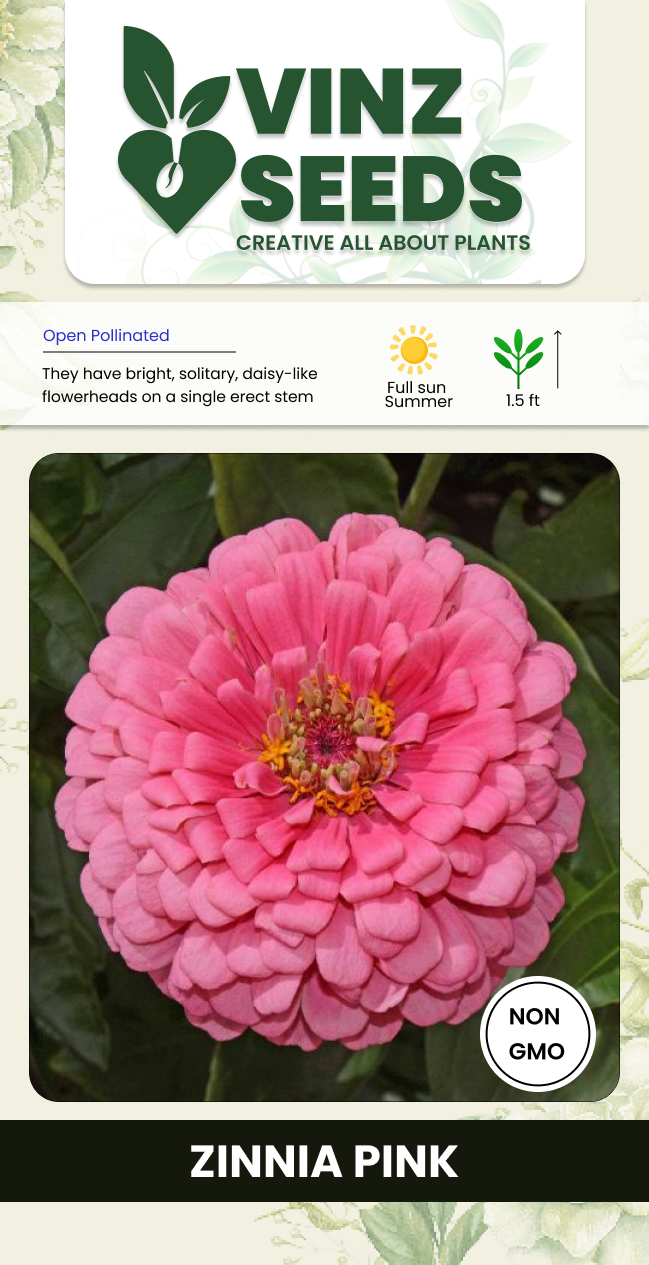 VINZ
SEEDS
CREATIVE ALL ABOUT PLANTS
Open Pollinated
They have bright, solitary, daisy-like
flowerheads on a single erect stem
Full sun
Summer
1.5 ft
NON
GMO
ZINNIA PINK